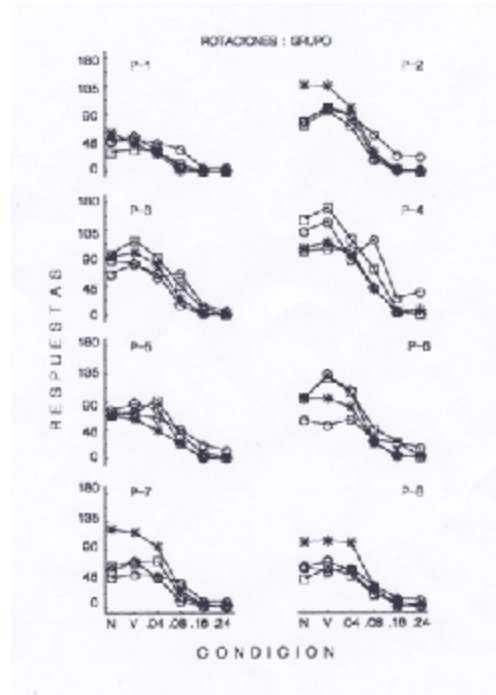 ROTACIONES : GRUPO
P-1
P-2
180
135
90
45
0
P-3
P-4
180
135
90
45
0
P-5
P-6
180
135
90
45
0
P-7
P-8
180
135
90
45
0
RESPUESTAS
N V .04 .08 .16 .24
N V .04 .08 .16 .24
CONDICION